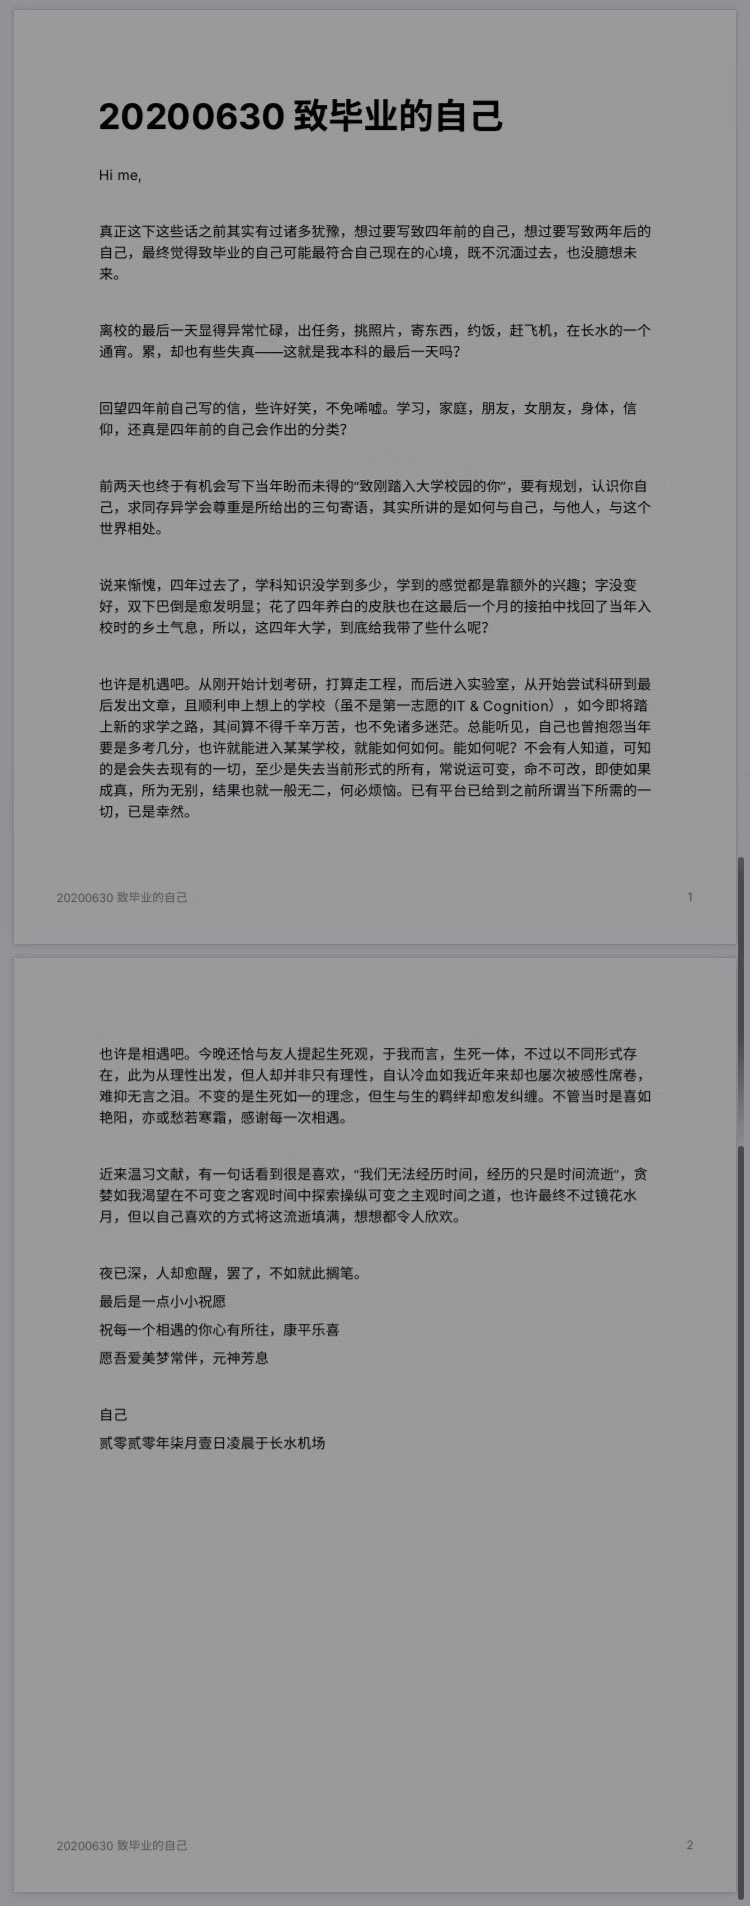 20200630 致毕业的自己
Hi me,
真正这下这些话之前其实有过诸多犹豫，想过要写致四年前的自己，想过要写致两年后的
自己，最终觉得致毕业的自己可能最符合自己现在的心境，既不沉湎过去，也没臆想未
来。
离校的最后一天显得异常忙碌，出任务，挑照片，寄东西，约饭，赶飞机，在长水的一个
通宵。累，却也有些失真——这就是我本科的最后一天吗？
回望四年前自己写的信，些许好笑，不免唏嘘。学习，家庭，朋友，女朋友，身体，信
仰，还真是四年前的自己会作出的分类？
前两天也终于有机会写下当年盼而未得的“致刚踏入大学校园的你”，要有规划，认识你自
己，求同存异学会尊重是所给出的三句寄语，其实所讲的是如何与自己，与他人，与这个
世界相处。
说来惭愧，四年过去了，学科知识没学到多少，学到的感觉都是靠额外的兴趣；字没变
好，双下巴倒是愈发明显；花了四年养白的皮肤也在这最后一个月的接拍中找回了当年入
校时的乡土气息，所以，这四年大学，到底给我带了些什么呢？
也许是机遇吧。从刚开始计划考研，打算走工程，而后进入实验室，从开始尝试科研到最
后发出文章，且顺利申上想上的学校（虽不是第一志愿的IT & Cognition），如今即将踏
上新的求学之路，其间算不得千辛万苦，也不免诸多迷茫。总能听见，自己也曾抱怨当年
要是多考几分，也许就能进入某某学校，就能如何如何。能如何呢？不会有人知道，可知
的是会失去现有的一切，至少是失去当前形式的所有，常说运可变，命不可改，即使如果
成真，所为无别，结果也就一般无二，何必烦恼。已有平台已给到之前所谓当下所需的一
切，已是幸然。
20200630 致毕业的自己
1
也许是相遇吧。今晚还恰与友人提起生死观，于我而言，生死一体，不过以不同形式存
在，此为从理性出发，但人却并非只有理性，自认冷血如我近年来却也屡次被感性席卷，
难抑无言之泪。不变的是生死如一的理念，但生与生的羁绊却愈发纠缠。不管当时是喜如
艳阳，亦或愁若寒霜，感谢每一次相遇。
近来温习文献，有一句话看到很是喜欢，“我们无法经历时间，经历的只是时间流逝”，贪
婪如我渴望在不可变之客观时间中探索操纵可变之主观时间之道，也许最终不过镜花水
月，但以自己喜欢的方式将这流逝填满，想想都令人欣欢。
夜已深，人却愈醒，罢了，不如就此搁笔。
最后是一点小小祝愿
祝每一个相遇的你心有所往，康平乐喜
愿吾爱美梦常伴，元神芳息
自己
贰零贰零年柒月壹日凌晨于长水机场
20200630 致毕业的自己
2